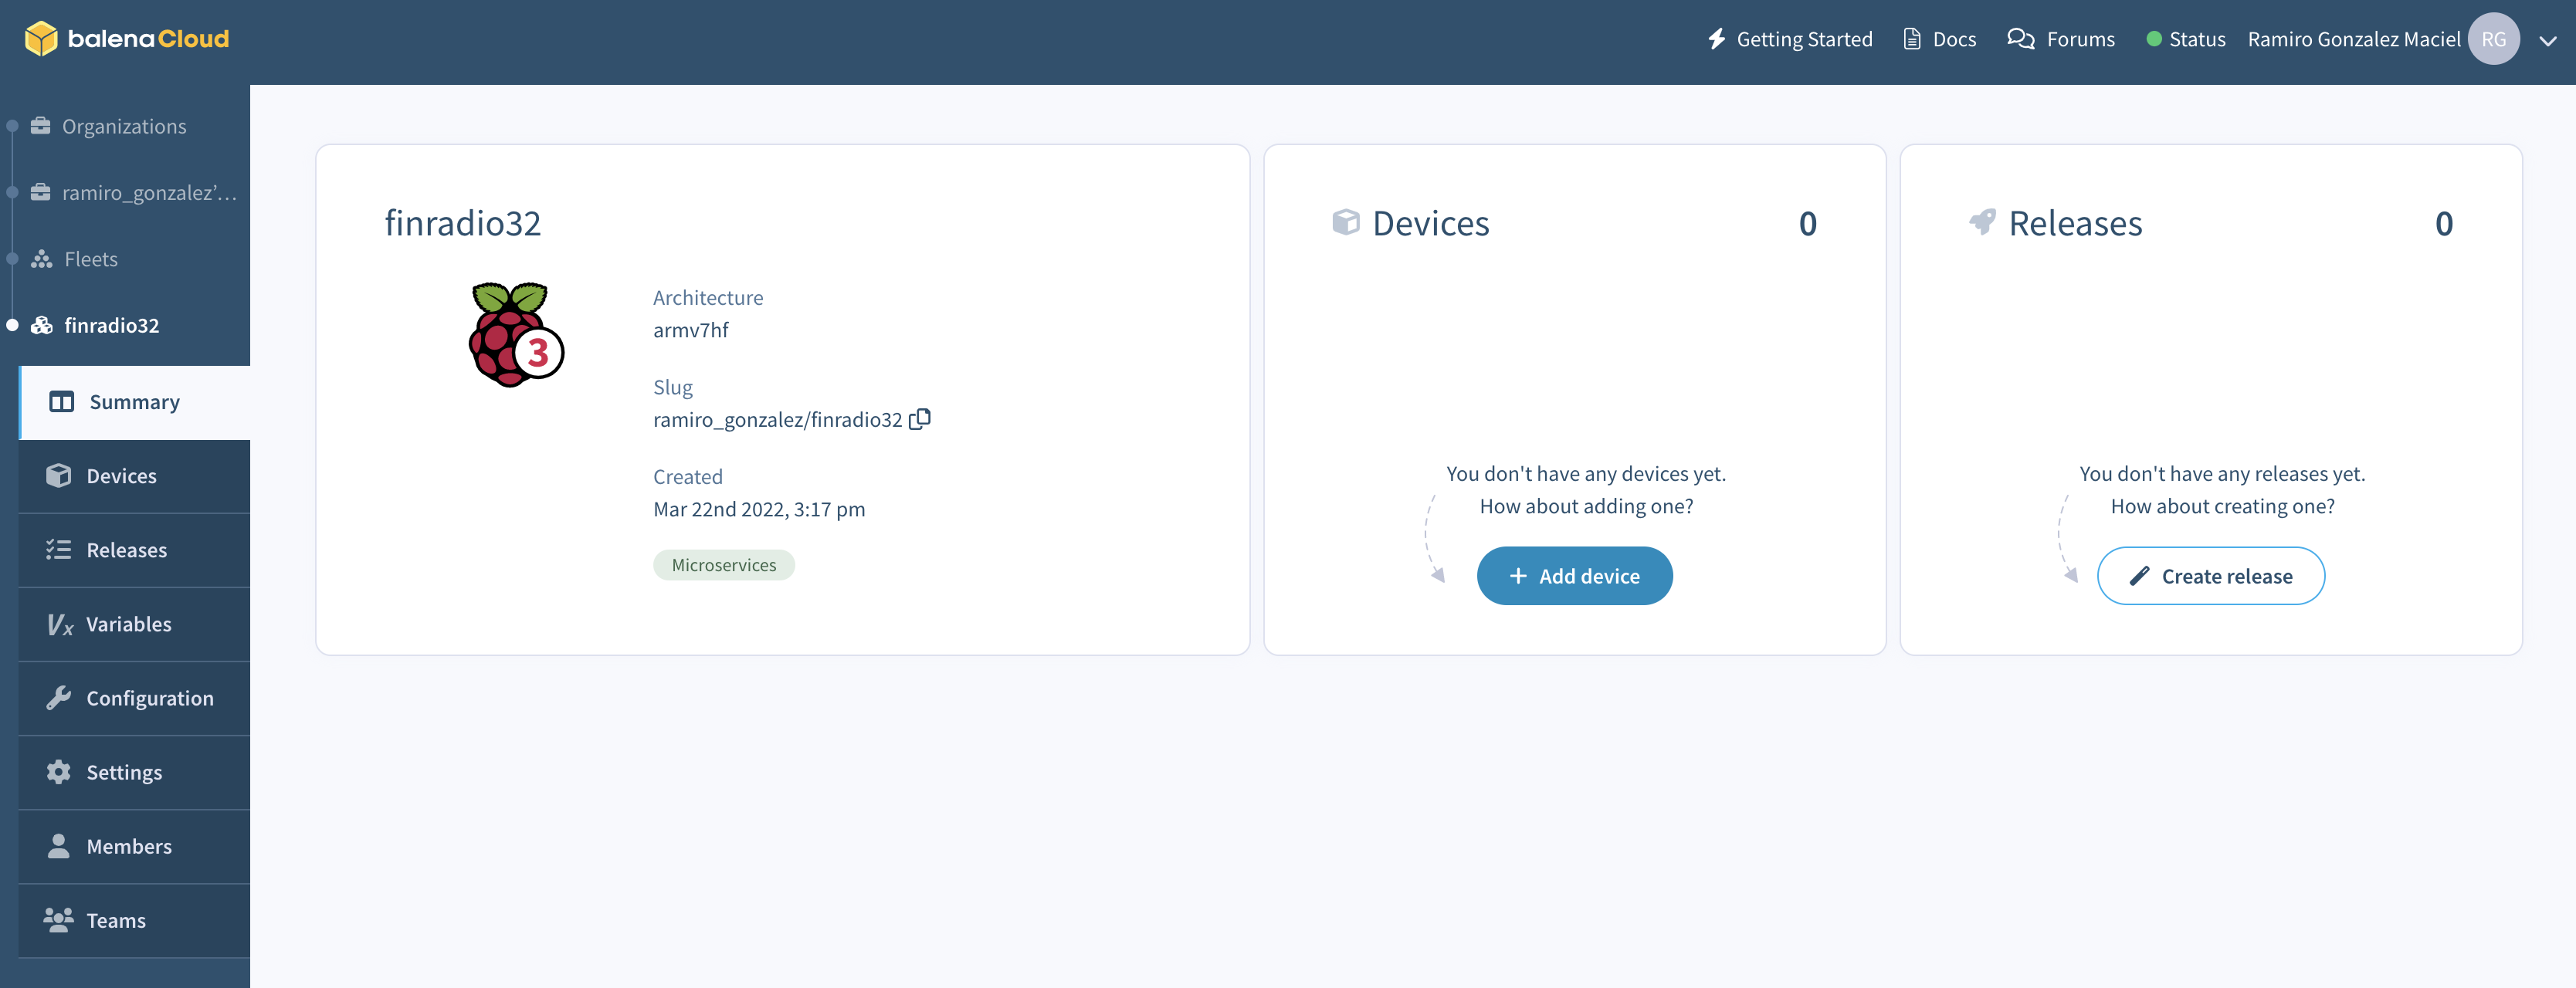 balenaCloud
Getting Started
Docs
Forums
Status
Ramiro Gonzalez Maciel
RG
Organizations
ramiro_gonzalez’...
Fleets
finradio32
Summary
Devices
Releases
Variables
Configuration
Settings
Members
Teams
finradio32
3
Architecture
armv7hf
Slug
ramiro_gonzalez/finradio32
Created
Mar 22nd 2022, 3:17 pm
Microservices
Devices 0
You don't have any devices yet.
How about adding one?
+ Add device
Releases 0
You don't have any releases yet.
How about creating one?
Create release